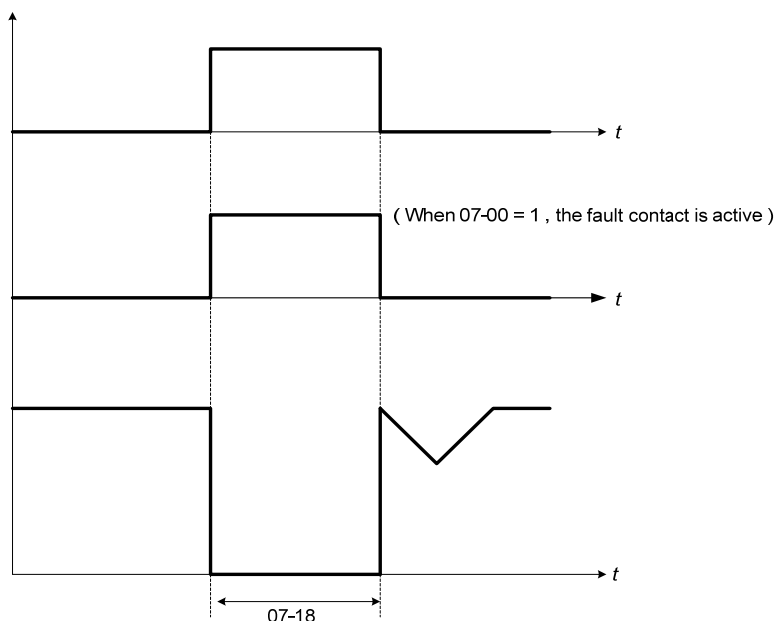 t
( When 07-00 = 1 , the fault contact is active )
t
t
07-18